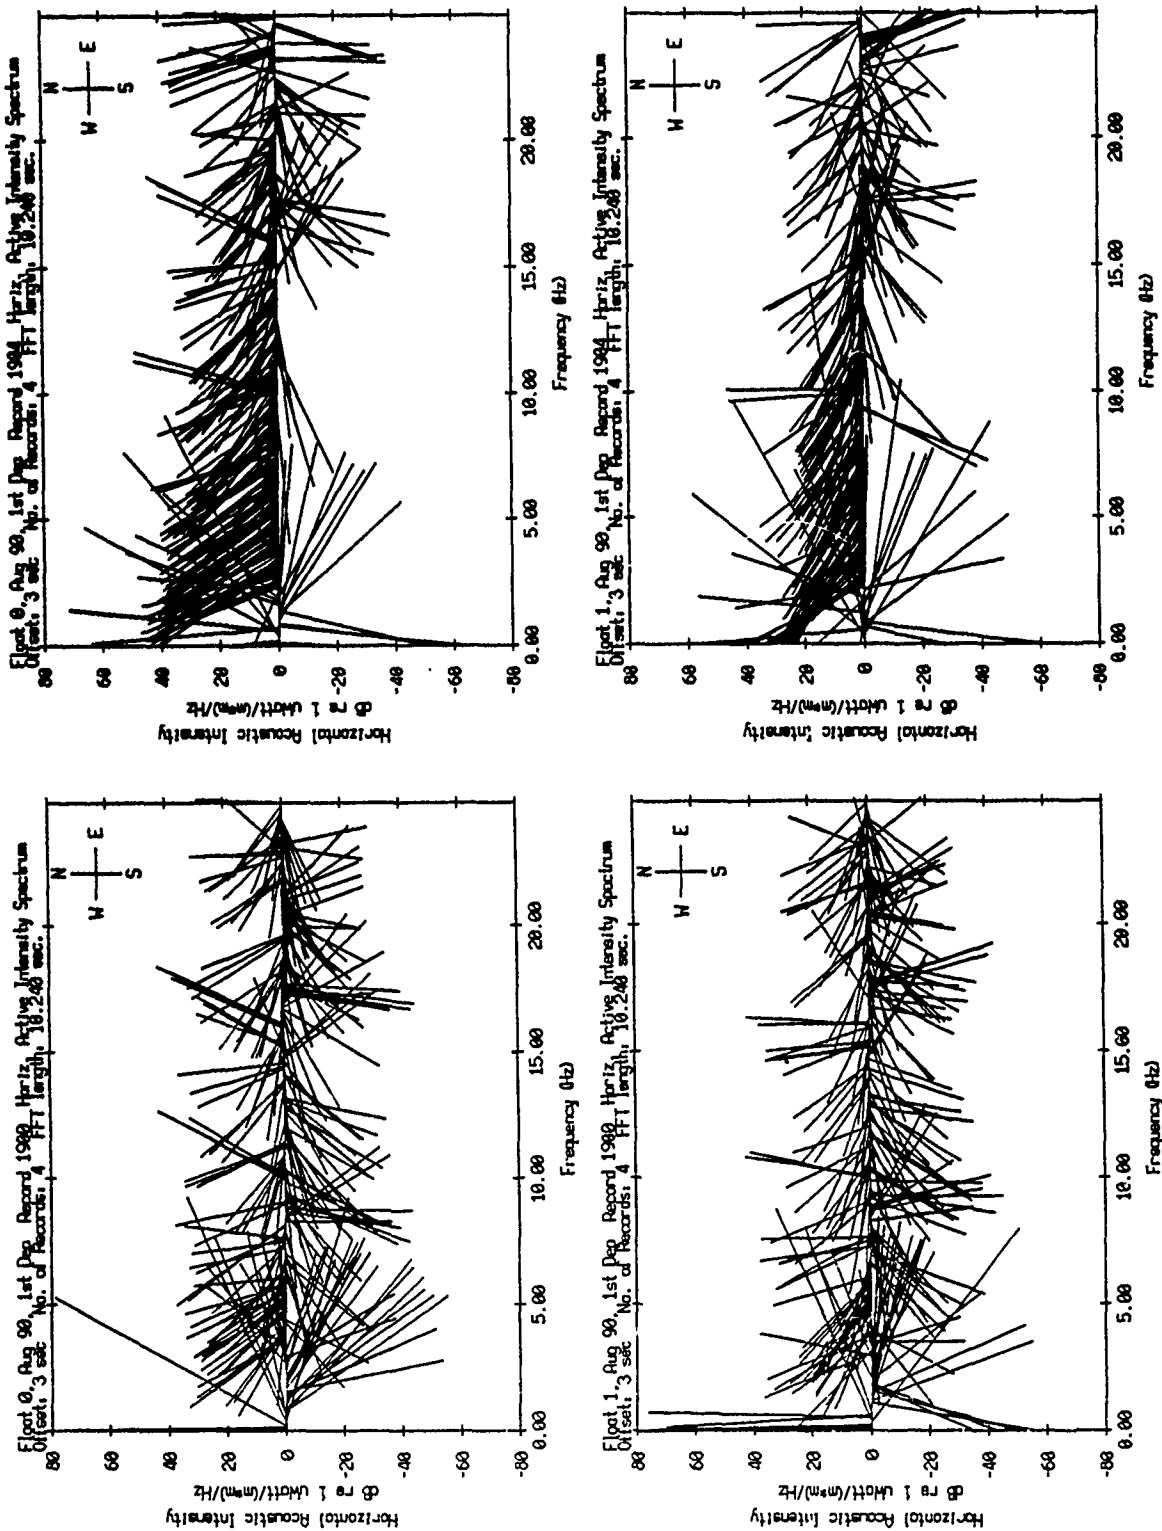 Float 0, Aug 90, 1st Dep Record 1900 Horiz. Active Intensity Spectrum
Offset: 3 sec No. of Records: 4 FFT length: 10.240 sec.
N
W E
S
80
60
40
20
0
-20
-40
-60
-80
Horizontal Acoustic Intensity
dB re 1 uWatt/(m*m)/Hz
0.00 5.00 10.00 15.00 20.00
Frequency (Hz)
Float 0, Aug 90, 1st Dep Record 1904 Horiz. Active Intensity Spectrum
Offset: 3 sec No. of Records: 4 FFT length: 10.240 sec.
N
W E
S
80
60
40
20
0
-20
-40
-60
-80
Horizontal Acoustic Intensity
dB re 1 uWatt/(m*m)/Hz
0.00 5.00 10.00 15.00 20.00
Frequency (Hz)
Float 1, Aug 90, 1st Dep Record 1900 Horiz. Active Intensity Spectrum
Offset: 3 sec No. of Records: 4 FFT length: 10.240 sec.
N
W E
S
80
60
40
20
0
-20
-40
-60
-80
Horizontal Acoustic Intensity
dB re 1 uWatt/(m*m)/Hz
0.00 5.00 10.00 15.00 20.00
Frequency (Hz)
Float 1, Aug 90, 1st Dep Record 1904 Horiz. Active Intensity Spectrum
Offset: 3 sec No. of Records: 4 FFT length: 10.240 sec.
N
W E
S
80
60
40
20
0
-20
-40
-60
-80
Horizontal Acoustic Intensity
dB re 1 uWatt/(m*m)/Hz
0.00 5.00 10.00 15.00 20.00
Frequency (Hz)